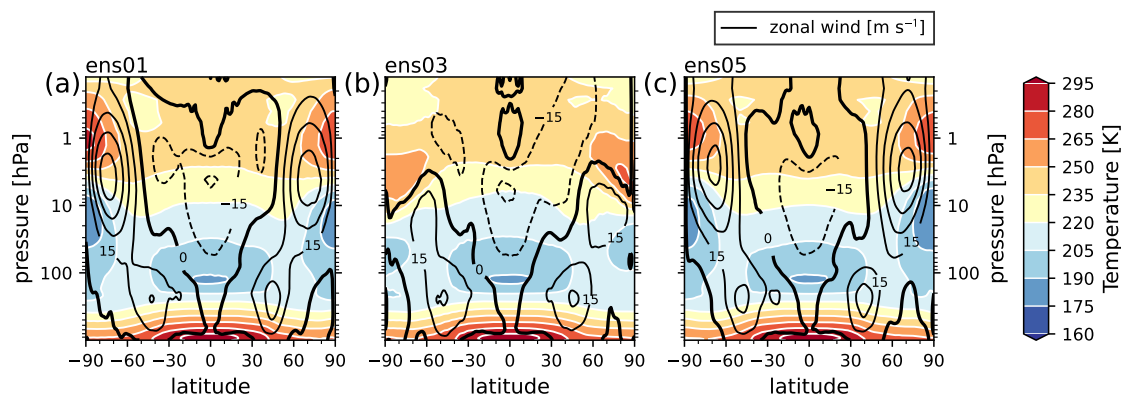 zonal wind [m s⁻¹]
(a) ens01
(b) ens03
(c) ens05
pressure [hPa]
1
10
100
−15
15
0
−90 −60 −30 0 30 60 90
latitude
−15
15
0
15
−90 −60 −30 0 30 60 90
latitude
−15
15
0
15
−90 −60 −30 0 30 60 90
latitude
1
10
100
pressure [hPa]
295
280
265
250
235
220
205
190
175
160
Temperature [K]